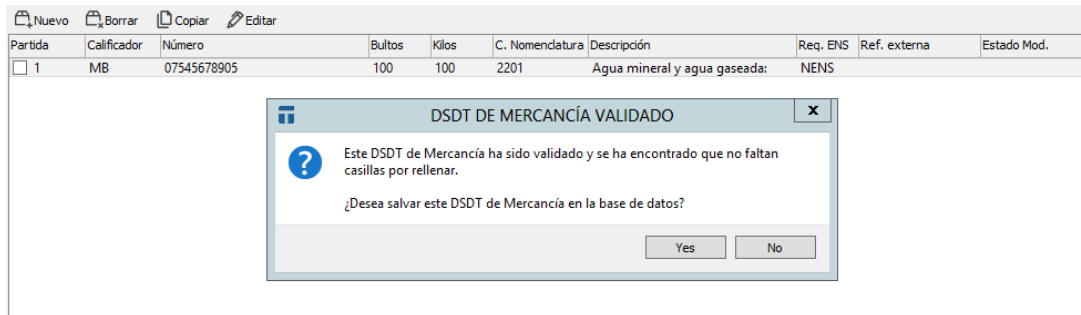 Nuevo Borrar Copiar Editar
Partida Calificador Número Bultos Kilos C. Nomenclatura Descripción Req. ENS Ref. externa Estado Mod.
1 MB 07545678905 100 100 2201 Agua mineral y agua gaseada: NENS
DSDT DE MERCANCÍA VALIDADO x
Este DSDT de Mercancía ha sido validado y se ha encontrado que no faltan
casillas por rellenar.
¿Desea salvar este DSDT de Mercancía en la base de datos?
Yes No